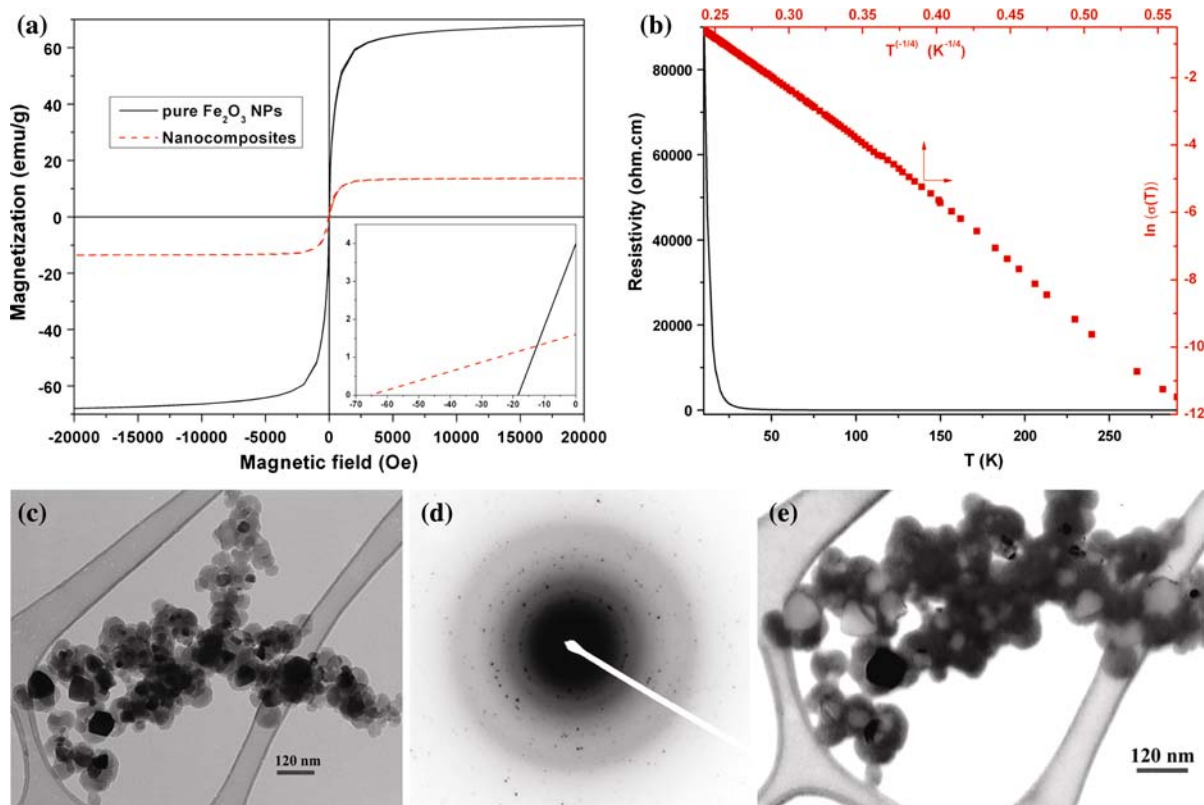 (a)
60
40
20
0
-20
-40
-60
Magnetization (emu/g)
pure Fe₂O₃ NPs
Nanocomposites
4
3
2
1
0
-70 -60 -50 -40 -30 -20 -10 0
-20000 -15000 -10000 -5000 0 5000 10000 15000 20000
Magnetic field (Oe)
(b)
0.25 0.30 0.35 0.40 0.45 0.50 0.55
T^(-1/4) (K^-1/4)
80000
60000
40000
20000
0
Resistivity (ohm.cm)
-2
-4
-6
-8
-10
-12
ln (σ(T))
50 100 150 200 250
T (K)
(c)
120 nm
(d)
(e)
120 nm